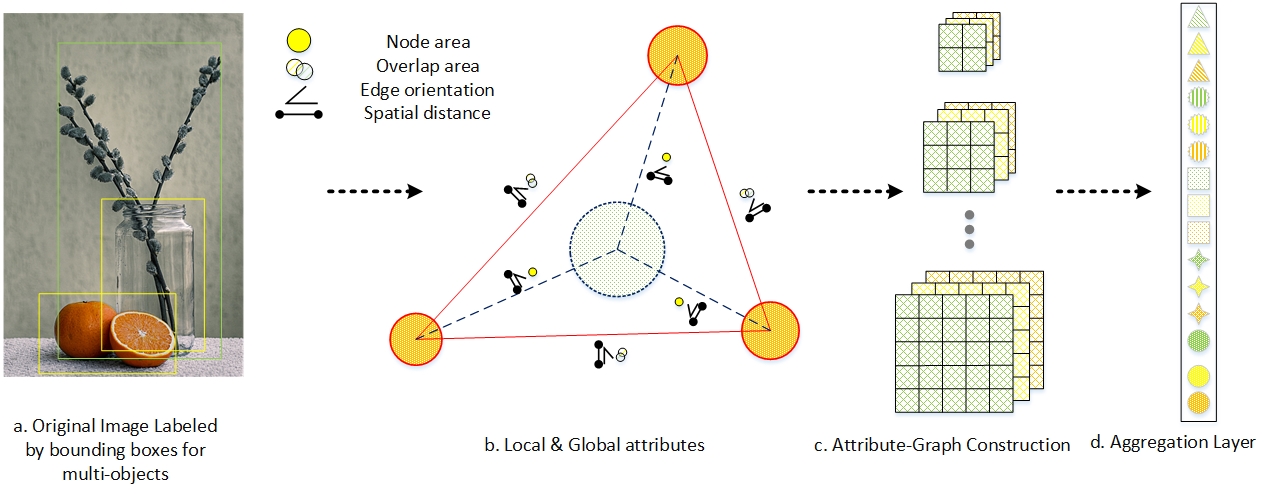 Node area
Overlap area
Edge orientation
Spatial distance
a. Original Image Labeled
by bounding boxes for
multi-objects
b. Local & Global attributes
c. Attribute-Graph Construction
d. Aggregation Layer